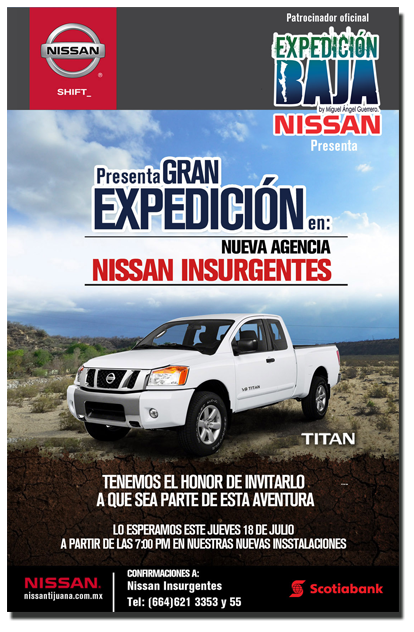 NISSAN
®
SHIFT_
Patrocinador oficinal
EXPEDICIÓN
BAJA
by Miguel Ángel Guerrero.
NISSAN
Presenta
Presenta GRAN
EXPEDICIÓN en:
NUEVA AGENCIA
NISSAN INSURGENTES
V8 TITAN
TITAN
TENEMOS EL HONOR DE INVITARLO
A QUE SEA PARTE DE ESTA AVENTURA
LO ESPERAMOS ESTE JUEVES 18 DE JULIO
A PARTIR DE LAS 7:00 PM EN NUESTRAS NUEVAS INSSTALACIONES
NISSAN.
nissantijuana.com.mx
CONFIRMACIONES A:
Nissan Insurgentes
Tel: (664)621 3353 y 55
Scotiabank